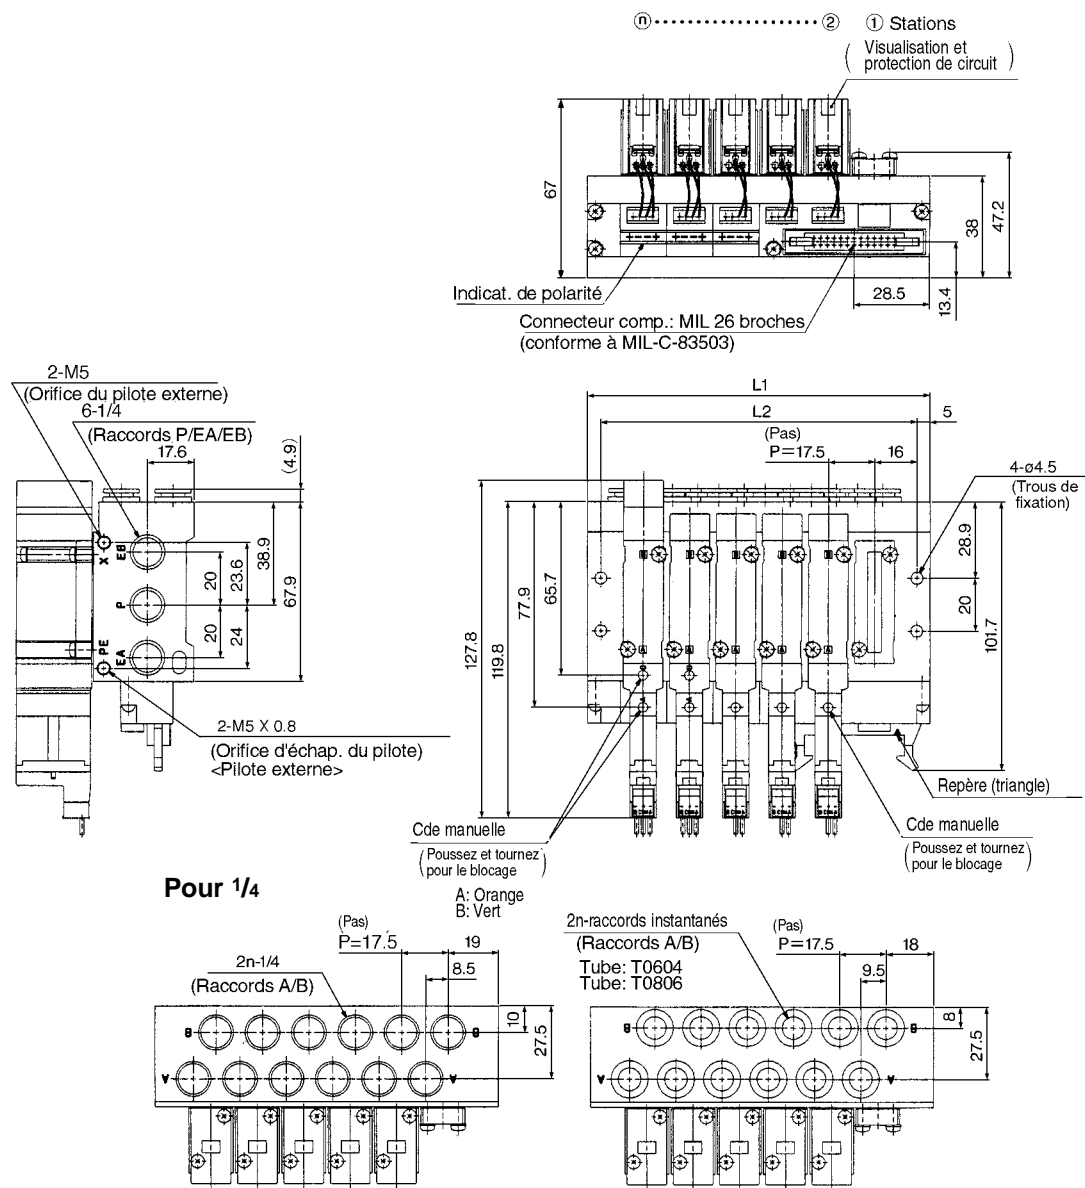 ⓝ ② ① Stations
(Visualisation et
protection de circuit)
67
38
47.2
13.4
28.5
Indicat. de polarité
Connecteur comp.: MIL 26 broches
(conforme à MIL-C-83503)
2-M5
(Orifice du pilote externe)
6-1/4
(Raccords P/EA/EB)
17.6
(4.9)
X
EB
P
PE
EA
20
23.6
38.9
67.9
20
24
2-M5 X 0.8
(Orifice d'échap. du pilote)
<Pilote externe>
L1
L2
5
(Pas)
P=17.5
16
4-ø4.5
(Trous de
fixation)
28.9
20
101.7
127.8
119.8
77.9
65.7
Repère (triangle)
Cde manuelle
(Poussez et tournez
pour le blocage)
A: Orange
B: Vert
Cde manuelle
(Poussez et tournez
pour le blocage)
Pour 1/4
(Pas)
P=17.5
19
8.5
2n-1/4
(Raccords A/B)
10
27.5
B
B
A
A
2n-raccords instantanés
(Raccords A/B)
Tube: T0604
Tube: T0806
(Pas)
P=17.5
18
9.5
8
27.5
B
B
A
A